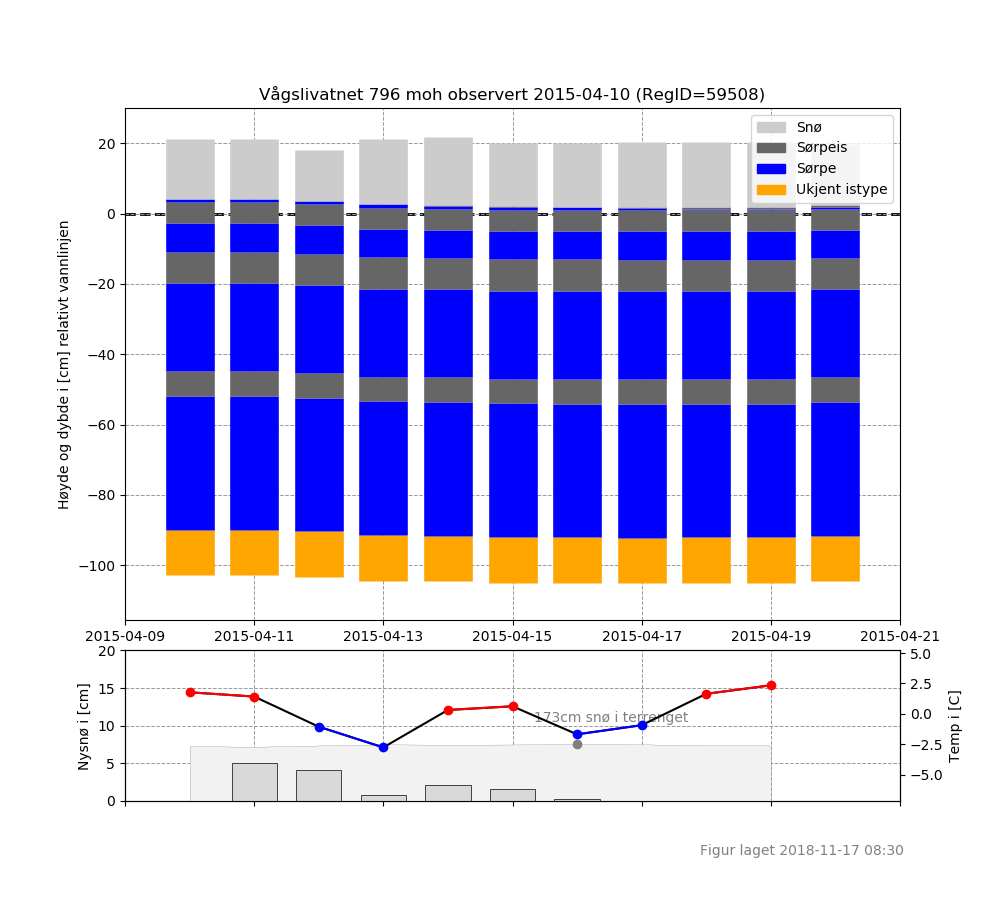 Vågslivatnet 796 moh observert 2015-04-10 (RegID=59508)
Snø
Sørpeis
Sørpe
Ukjent istype
Høyde og dybde i [cm] relativt vannlinjen
20
0
−20
−40
−60
−80
−100
2015-04-09 2015-04-11 2015-04-13 2015-04-15 2015-04-17 2015-04-19 2015-04-21
Nysnø i [cm]
20
15
10
5
0
173cm snø i terrenget
5.0
2.5
0.0
−2.5
−5.0
Temp i [C]
Figur laget 2018-11-17 08:30